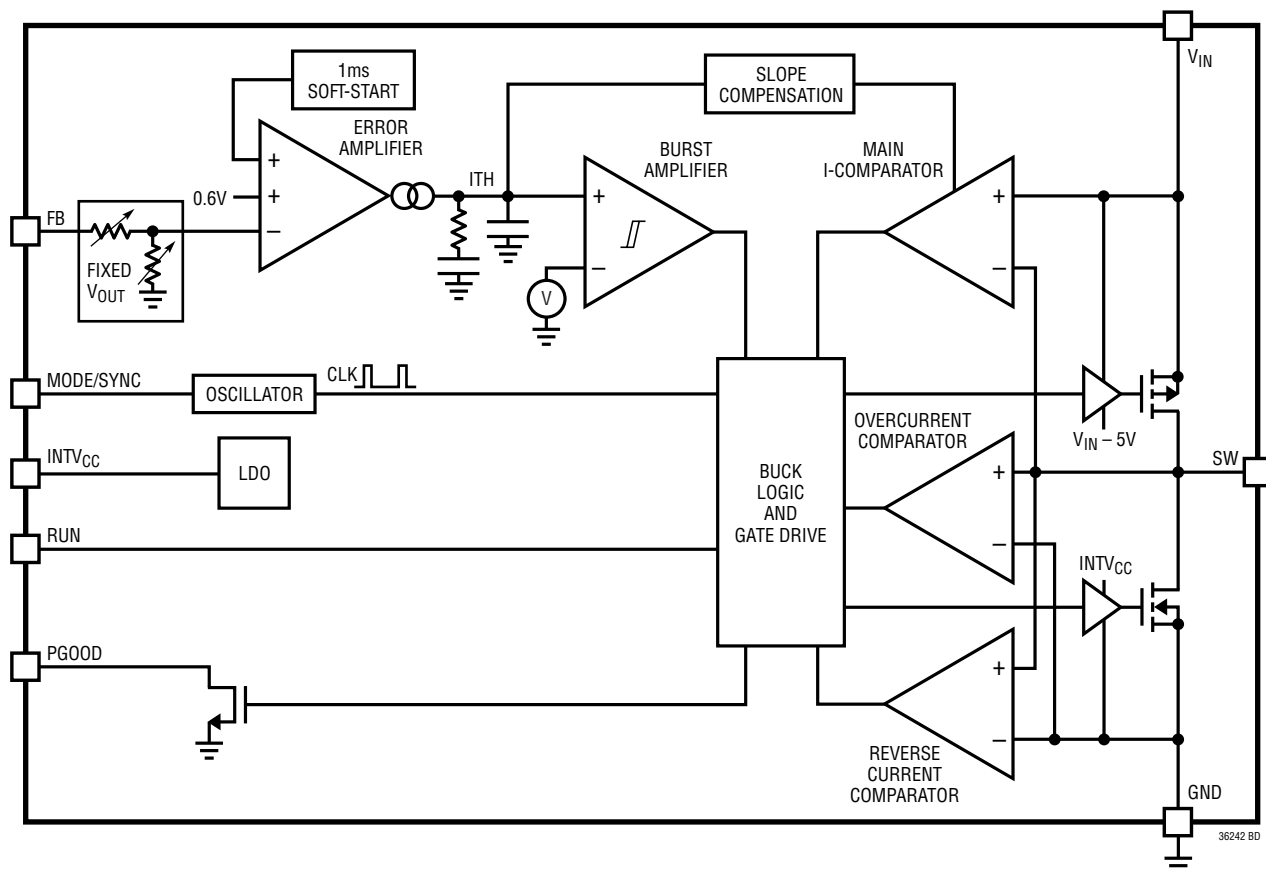 V_IN
1ms
SOFT-START
SLOPE
COMPENSATION
ERROR
AMPLIFIER
BURST
AMPLIFIER
MAIN
I-COMPARATOR
ITH
+
+
–
0.6V
+
–
V
+
–
FB
FIXED
V_OUT
MODE/SYNC
OSCILLATOR
CLK
V_IN – 5V
OVERCURRENT
COMPARATOR
+
–
SW
INTV_CC
LDO
BUCK
LOGIC
AND
GATE DRIVE
RUN
INTV_CC
PGOOD
+
–
REVERSE
CURRENT
COMPARATOR
GND
36242 BD